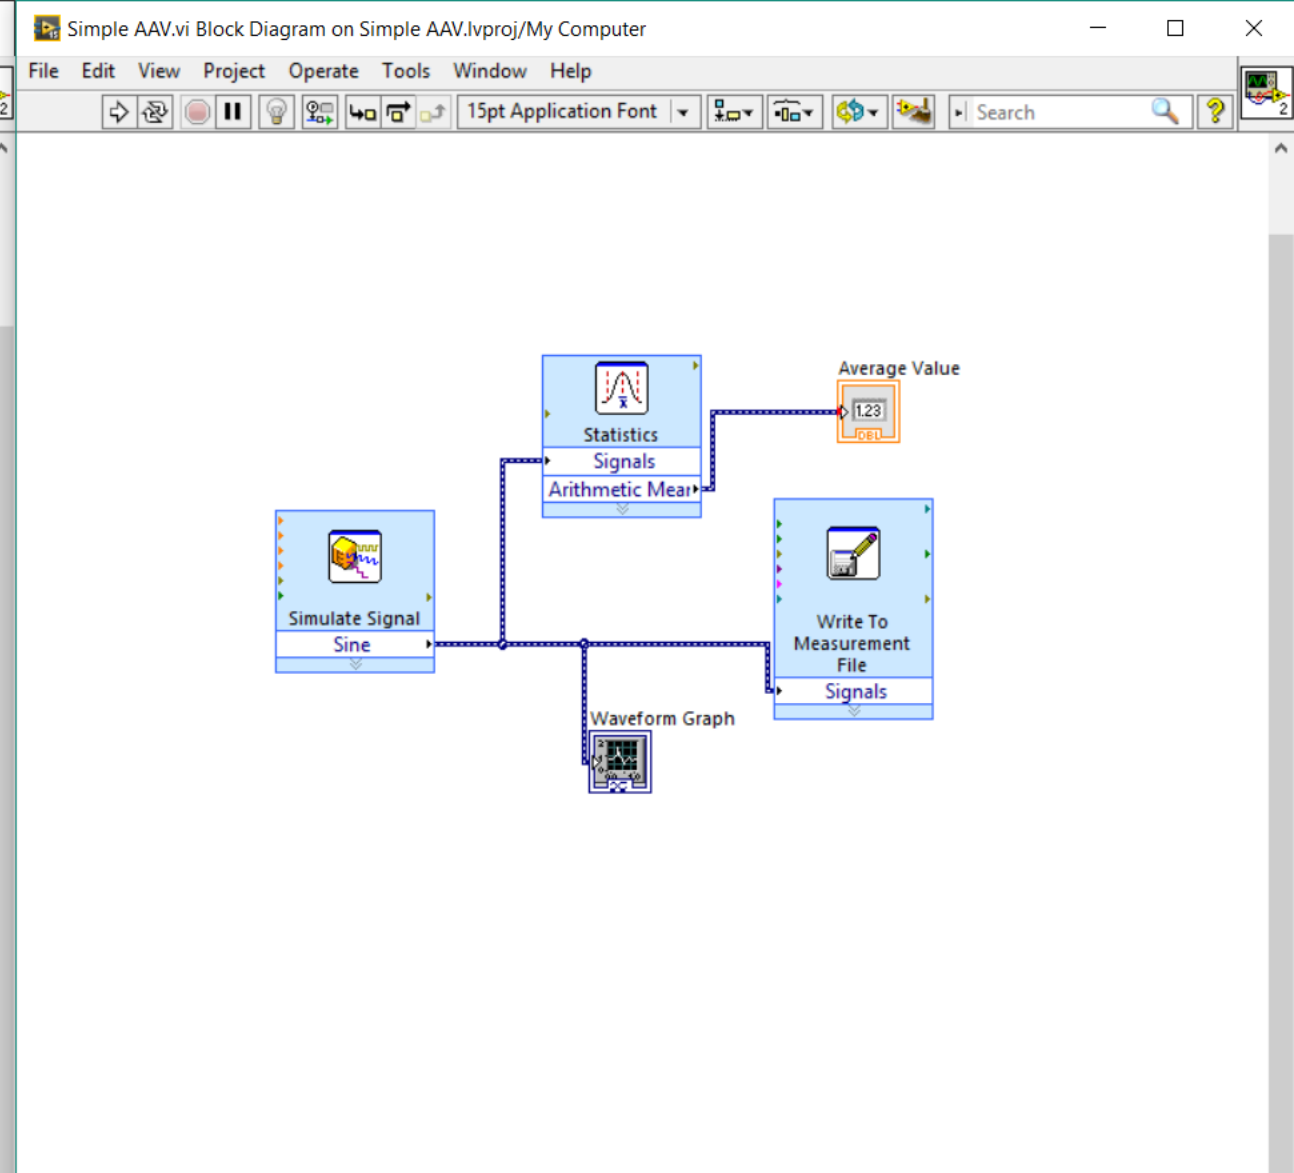 Simple AAV.vi Block Diagram on Simple AAV.lvproj/My Computer
File Edit View Project Operate Tools Window Help
15pt Application Font
Search
?
2
2
Average Value
1.23
DBL
Statistics
Signals
Arithmetic Mear
Simulate Signal
Sine
Write To
Measurement
File
Signals
Waveform Graph